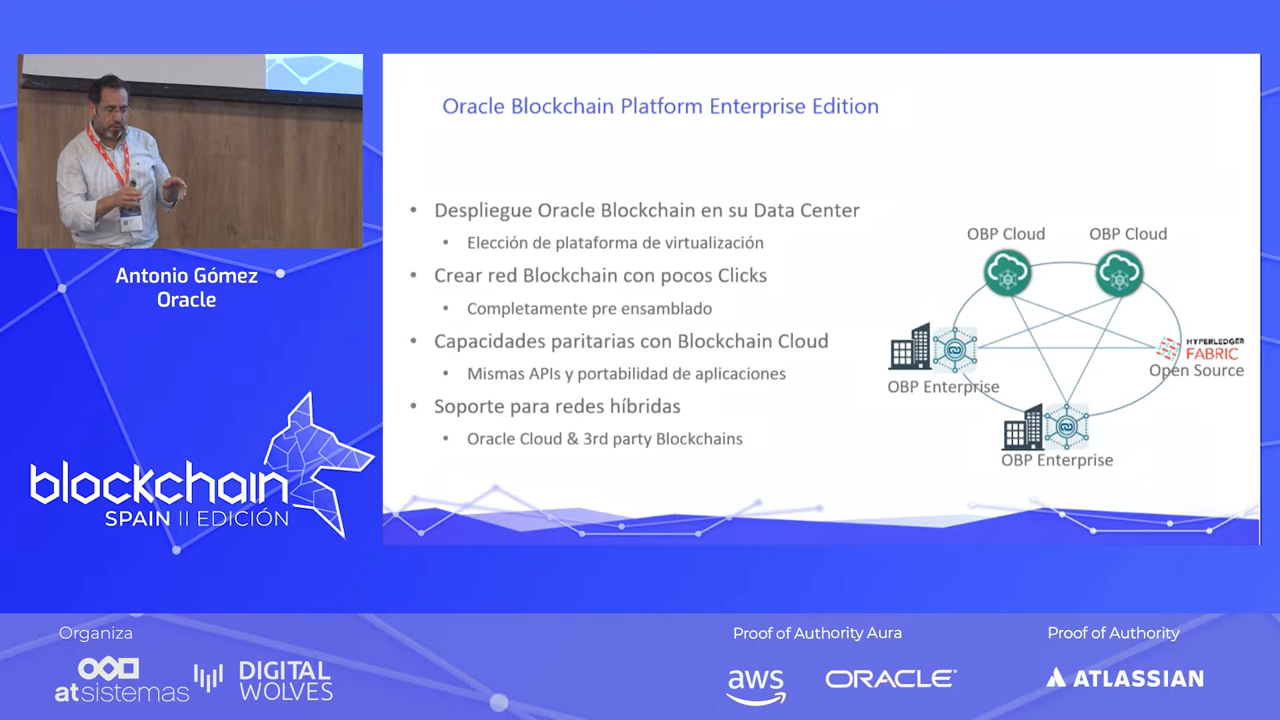 Oracle Blockchain Platform Enterprise Edition
• Despliegue Oracle Blockchain en su Data Center
• Elección de plataforma de virtualización
• Crear red Blockchain con pocos Clicks
• Completamente pre ensamblado
• Capacidades paritarias con Blockchain Cloud
• Mismas APIs y portabilidad de aplicaciones
• Soporte para redes híbridas
• Oracle Cloud & 3rd party Blockchains
OBP Cloud
OBP Cloud
OBP Enterprise
HYPERLEDGER
FABRIC
Open Source
OBP Enterprise
Antonio Gómez
Oracle
blockchain
SPAIN II EDICIÓN
Organiza
atsistemas
DIGITAL
WOLVES
Proof of Authority Aura
aws
ORACLE
Proof of Authority
ATLASSIAN